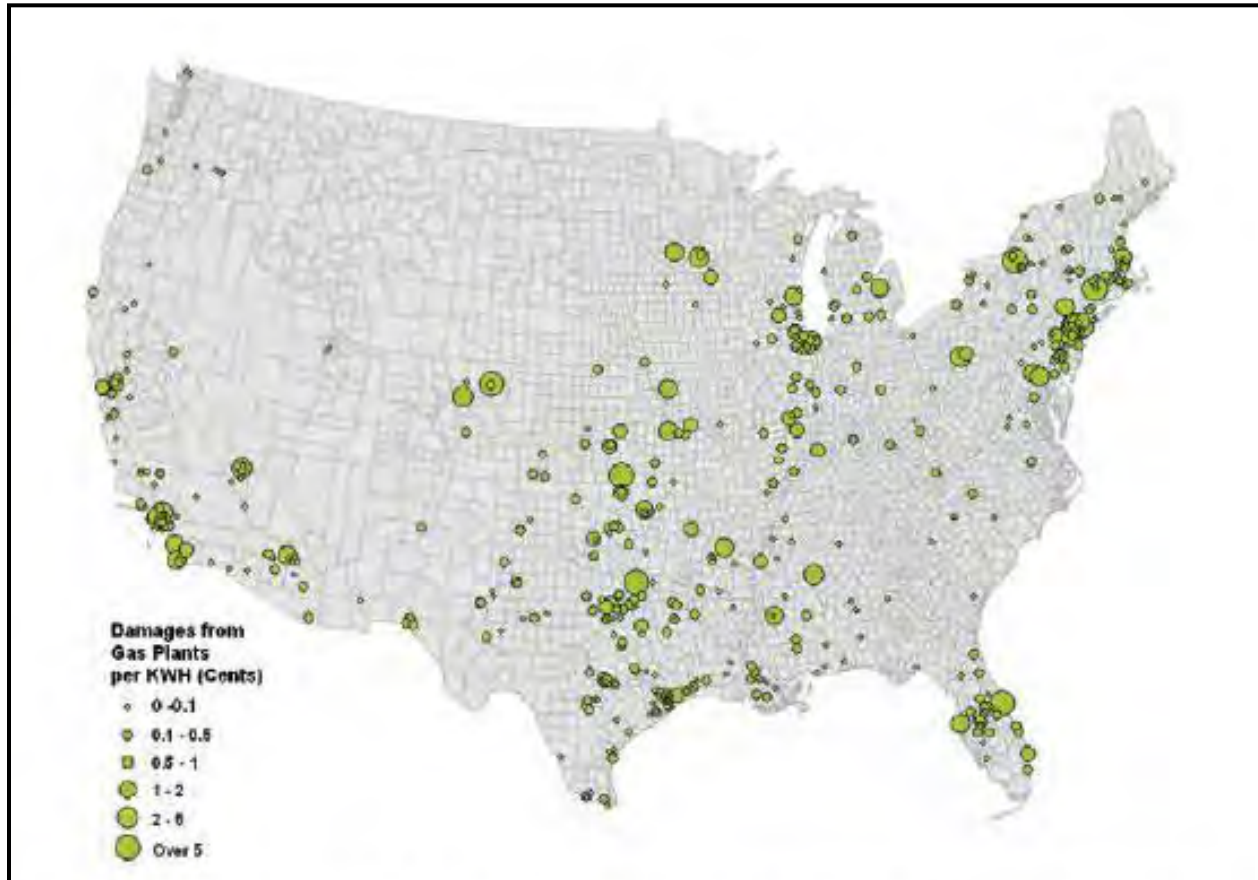 Damages from
Gas Plants
per KWH (Cents)
0 -0.1
0.1 - 0.5
0.5 - 1
1 - 2
2 - 5
Over 5